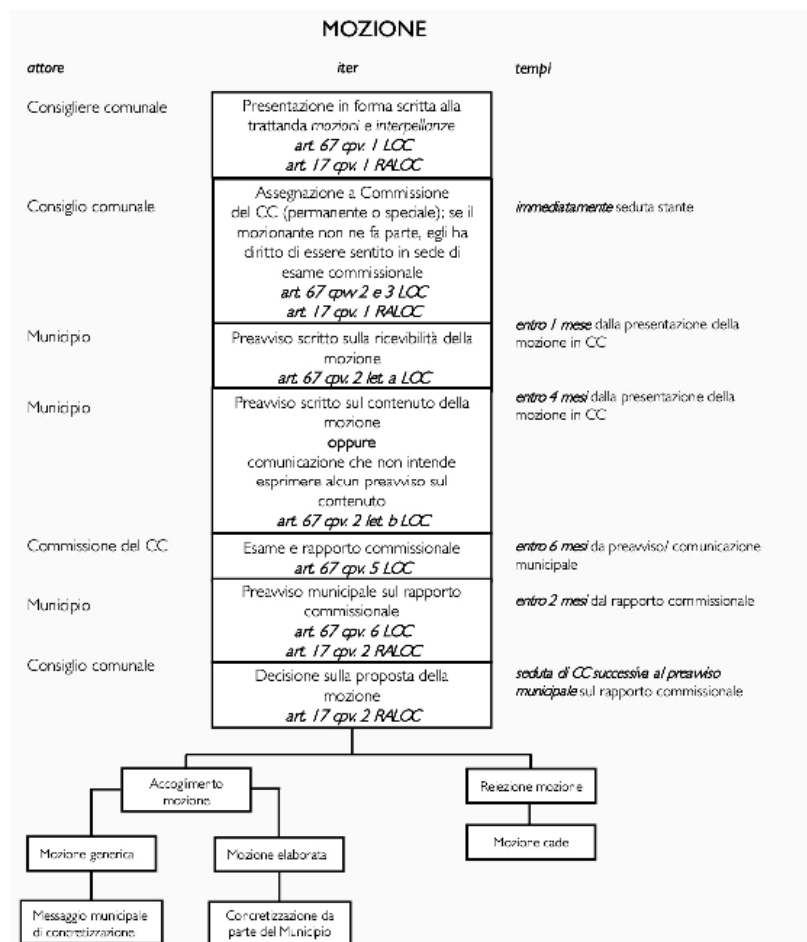 MOZIONE
attore
iter
tempi
Consigliere comunale
Presentazione in forma scritta alla
trattanda mozioni e interpellanze
art. 67 cpv. 1 LOC
art. 17 cpv. 1 RALOC
Consiglio comunale
Assegnazione a Commissione
del CC (permanente o speciale); se il
mozionante non ne fa parte, egli ha
diritto di essere sentito in sede di
esame commissionale
art. 67 cpvv 2 e 3 LOC
art. 17 cpv. 1 RALOC
immediatamente seduta stante
Municipio
Preavviso scritto sulla ricevibilità della
mozione
art. 67 cpv. 2 let. a LOC
entro 1 mese dalla presentazione della
mozione in CC
Municipio
Preavviso scritto sul contenuto della
mozione
oppure
comunicazione che non intende
esprimere alcun preavviso sul
contenuto
art. 67 cpv. 2 let. b LOC
entro 4 mesi dalla presentazione della
mozione in CC
Commissione del CC
Esame e rapporto commissionale
art. 67 cpv. 5 LOC
entro 6 mesi da preavviso/ comunicazione
municipale
Municipio
Preavviso municipale sul rapporto
commissionale
art. 67 cpv. 6 LOC
art. 17 cpv. 2 RALOC
entro 2 mesi dal rapporto commissionale
Consiglio comunale
Decisione sulla proposta della
mozione
art. 17 cpv. 2 RALOC
seduta di CC successiva al preavviso
municipale sul rapporto commissionale
Accoglimento
mozione
Reiezione mozione
Mozione generica
Mozione elaborata
Mozione cade
Messaggio municipale
di concretizzazione
Concretizzazione da
parte del Municipio